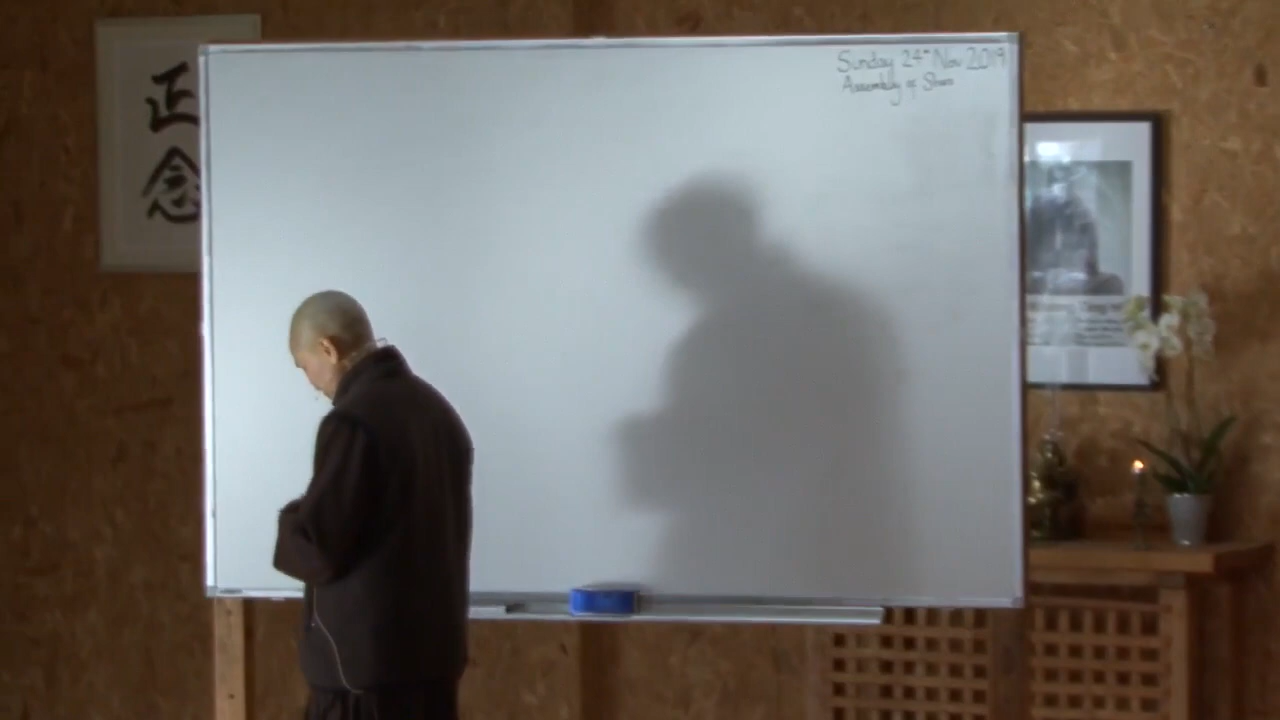 正
念
Sunday 24th Nov 2019
Assembly of Stars